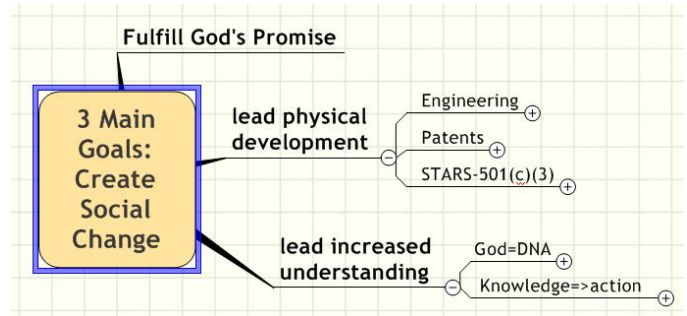 Fulfill God's Promise
3 Main
Goals:
Create
Social
Change
lead physical
development
Engineering
Patents
STARS-501(c)(3)
lead increased
understanding
God=DNA
Knowledge=>action